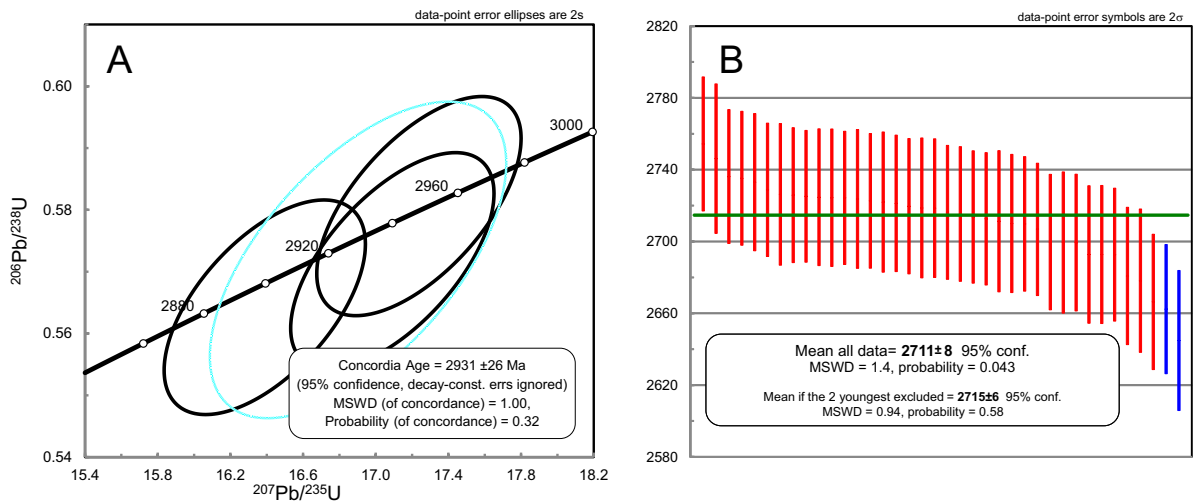 data-point error ellipses are 2s
A
0.60
0.58
0.56
0.54
3000
2960
2920
2880
206Pb/238U
Concordia Age = 2931 ±26 Ma
(95% confidence, decay-const. errs ignored)
MSWD (of concordance) = 1.00,
Probability (of concordance) = 0.32
15.4 15.8 16.2 16.6 17.0 17.4 17.8 18.2
207Pb/235U
data-point error symbols are 2σ
B
2820
2780
2740
2700
2660
2620
2580
Mean all data= 2711±8 95% conf.
MSWD = 1.4, probability = 0.043
Mean if the 2 youngest excluded = 2715±6 95% conf.
MSWD = 0.94, probability = 0.58